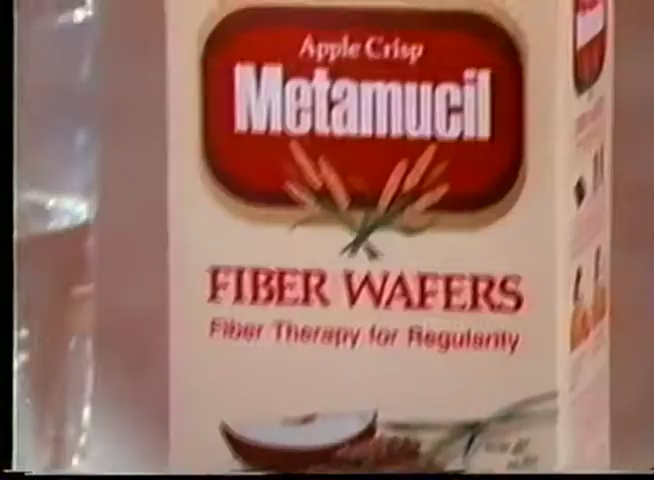 Apple Crisp
Metamucil
FIBER WAFERS
Fiber Therapy for Regularity